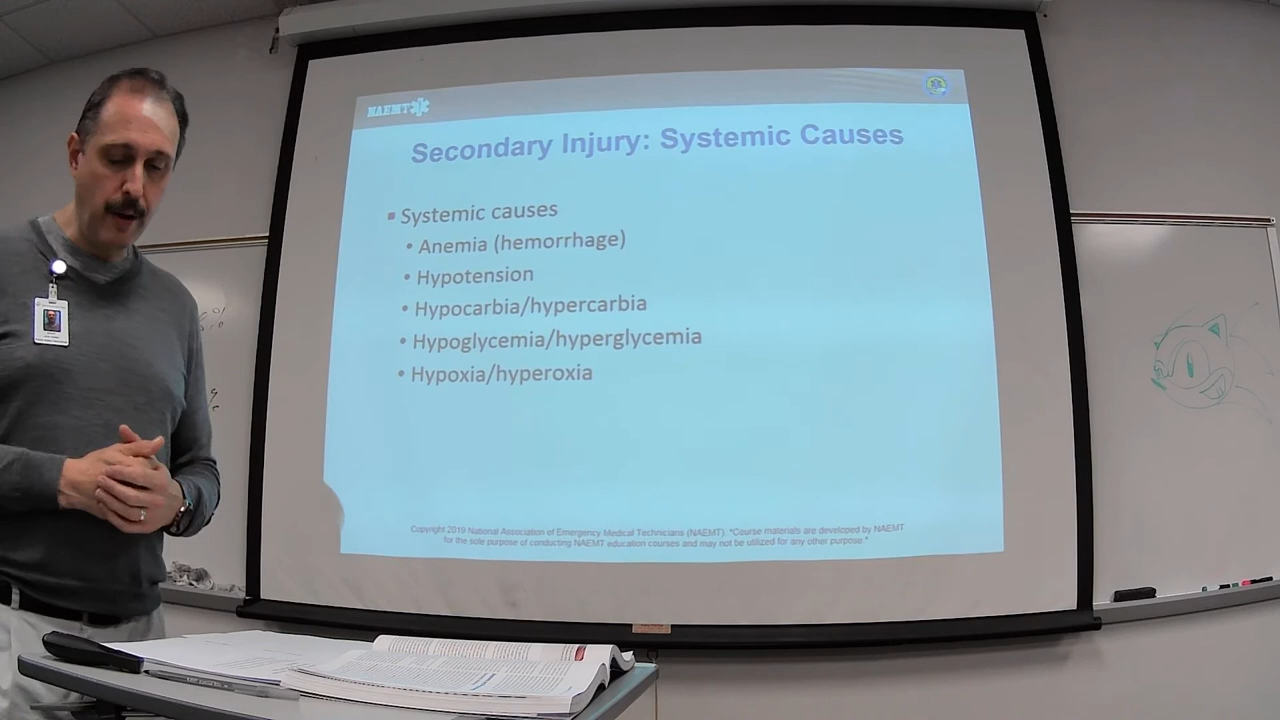 NAEMT
Secondary Injury: Systemic Causes
▪ Systemic causes
• Anemia (hemorrhage)
• Hypotension
• Hypocarbia/hypercarbia
• Hypoglycemia/hyperglycemia
• Hypoxia/hyperoxia
Copyright 2019 National Association of Emergency Medical Technicians (NAEMT). *Course materials are developed by NAEMT
for the sole purpose of conducting NAEMT education courses and may not be utilized for any other purpose.*